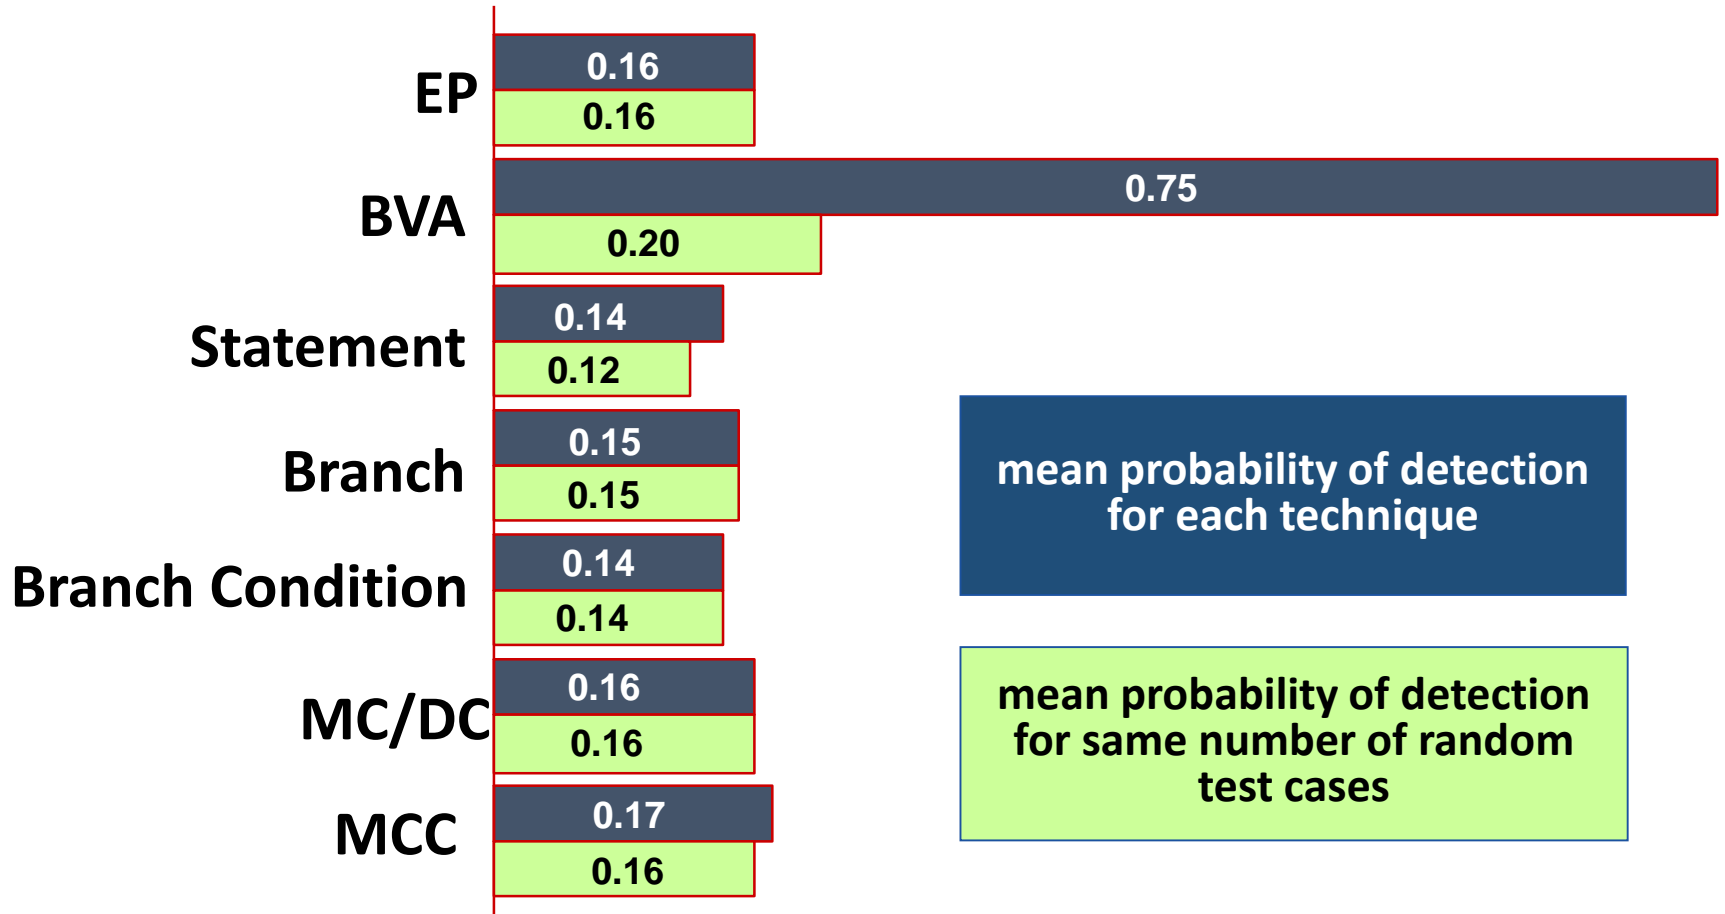 EP
0.16
0.16
BVA
0.75
0.20
Statement
0.14
0.12
Branch
0.15
0.15
Branch Condition
0.14
0.14
MC/DC
0.16
0.16
MCC
0.17
0.16
mean probability of detection
for each technique
mean probability of detection
for same number of random
test cases